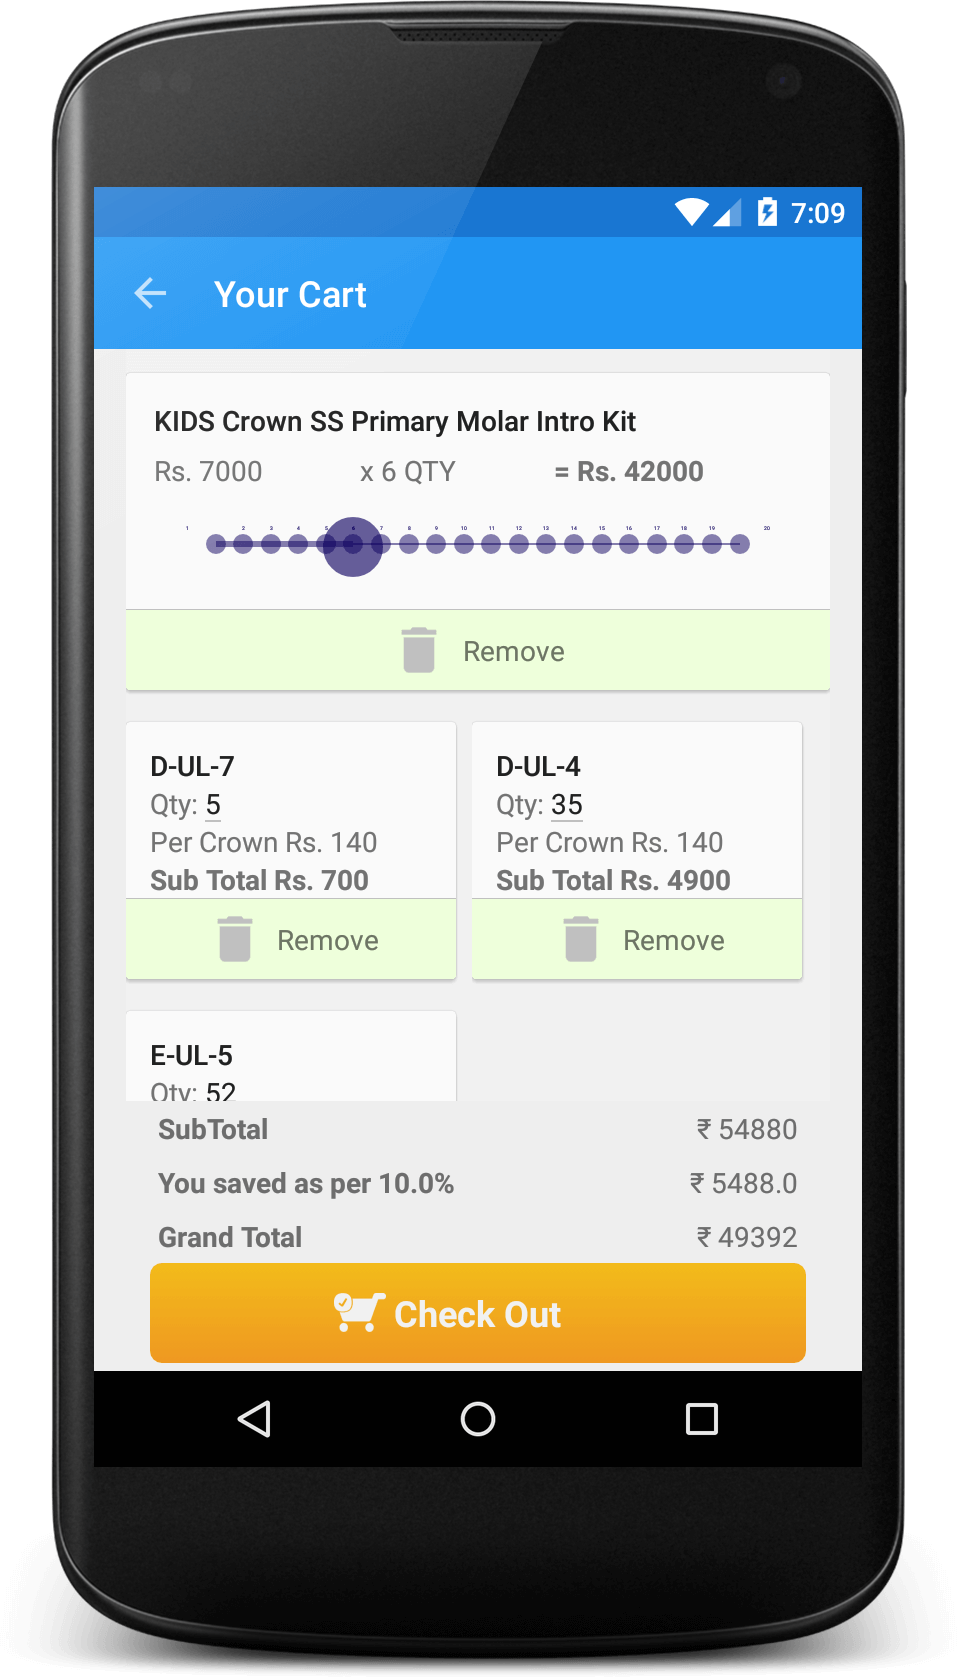 7:09
Your Cart
KIDS Crown SS Primary Molar Intro Kit
Rs. 7000 x 6 QTY = Rs. 42000
1 2 3 4 5 6 7 8 9 10 11 12 13 14 15 16 17 18 19 20
Remove
D-UL-7
Qty: 5
Per Crown Rs. 140
Sub Total Rs. 700
Remove
D-UL-4
Qty: 35
Per Crown Rs. 140
Sub Total Rs. 4900
Remove
E-UL-5
Qty: 52
SubTotal ₹ 54880
You saved as per 10.0% ₹ 5488.0
Grand Total ₹ 49392
Check Out